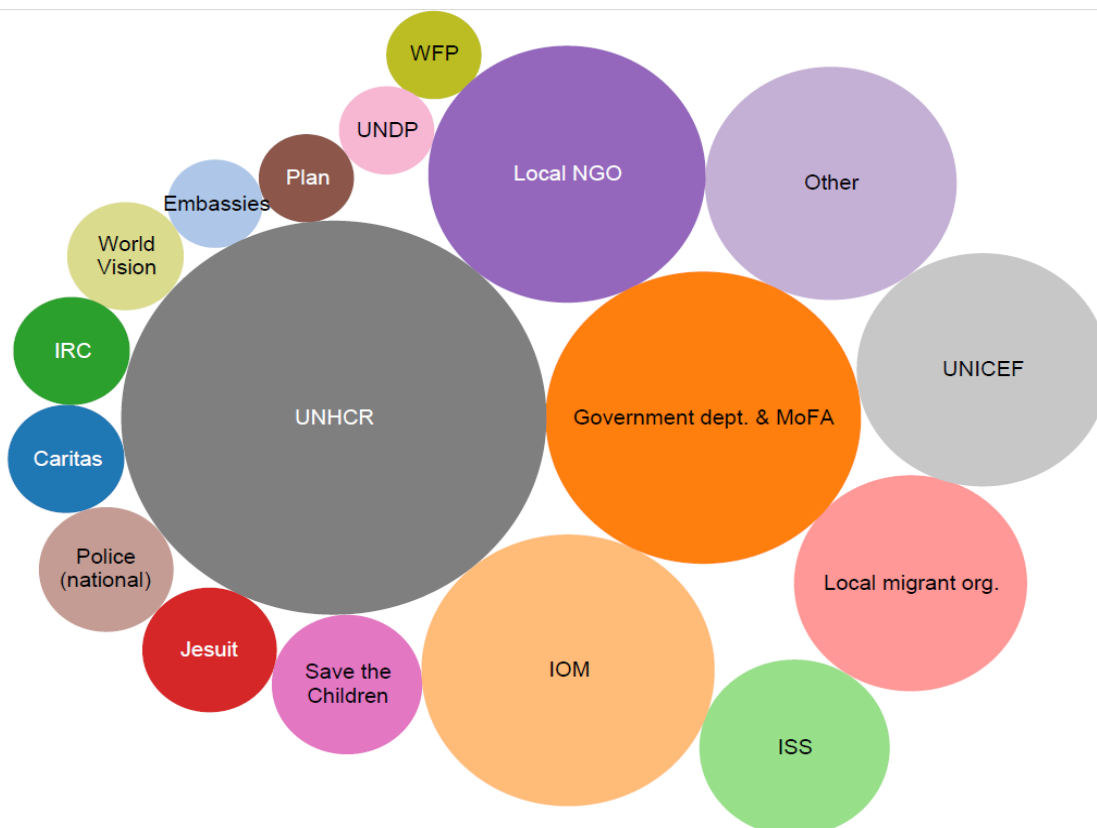 WFP
UNDP
Local NGO
Other
Plan
Embassies
World
Vision
IRC
UNHCR
Government dept. & MoFA
UNICEF
Caritas
Police
(national)
Local migrant org.
Jesuit
Save the
Children
IOM
ISS